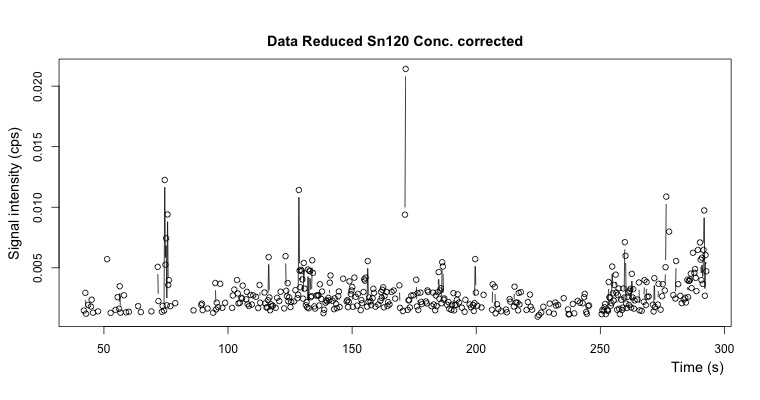 Data Reduced Sn120 Conc. corrected
Signal intensity (cps)
0.020
0.015
0.010
0.005
50 100 150 200 250 300
Time (s)